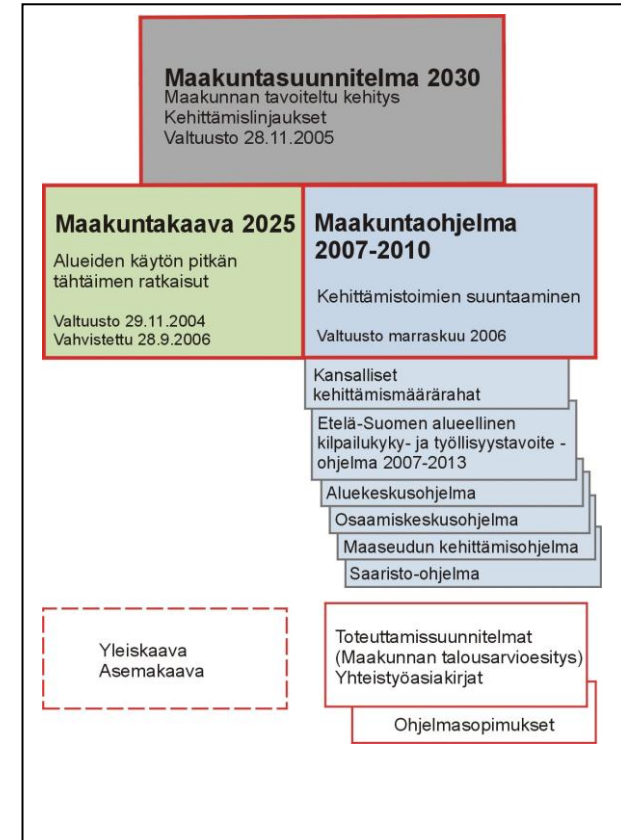 Maakuntasuunnitelma 2030
Maakunnan tavoiteltu kehitys
Kehittämislinjaukset
Valtuusto 28.11.2005
Maakuntakaava 2025
Alueiden käytön pitkän
tähtäimen ratkaisut
Valtuusto 29.11.2004
Vahvistettu 28.9.2006
Maakuntaohjelma
2007-2010
Kehittämistoimien suuntaaminen
Valtuusto marraskuu 2006
Kansalliset
kehittämismäärärahat
Etelä-Suomen alueellinen
kilpailukyky- ja työllisyystavoite -
ohjelma 2007-2013
Aluekeskusohjelma
Osaamiskeskusohjelma
Maaseudun kehittämisohjelma
Saaristo-ohjelma
Yleiskaava
Asemakaava
Toteuttamissuunnitelmat
(Maakunnan talousarvioesitys)
Yhteistyöasiakirjat
Ohjelmasopimukset